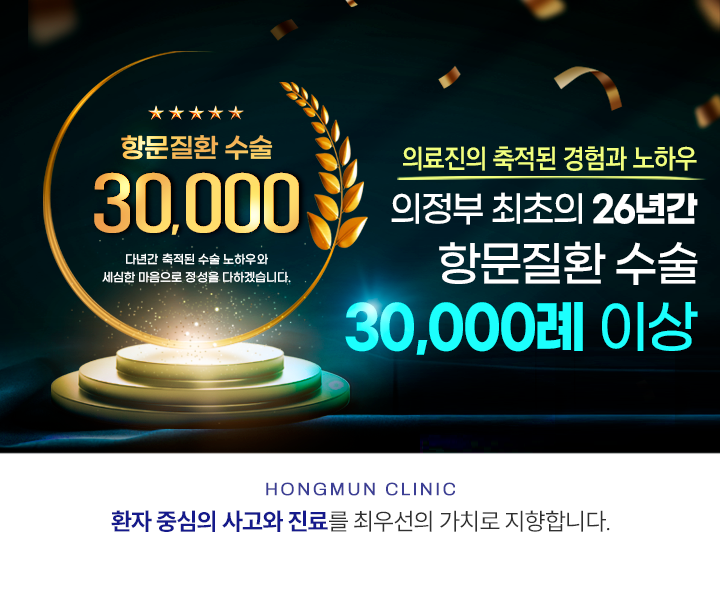 항문질환 수술
30,000
다년간 축적된 수술 노하우와
세심한 마음으로 정성을 다하겠습니다.
의료진의 축적된 경험과 노하우
의정부 최초의 26년간
항문질환 수술
30,000례 이상
HONGMUN CLINIC
환자 중심의 사고와 진료를 최우선의 가치로 지향합니다.